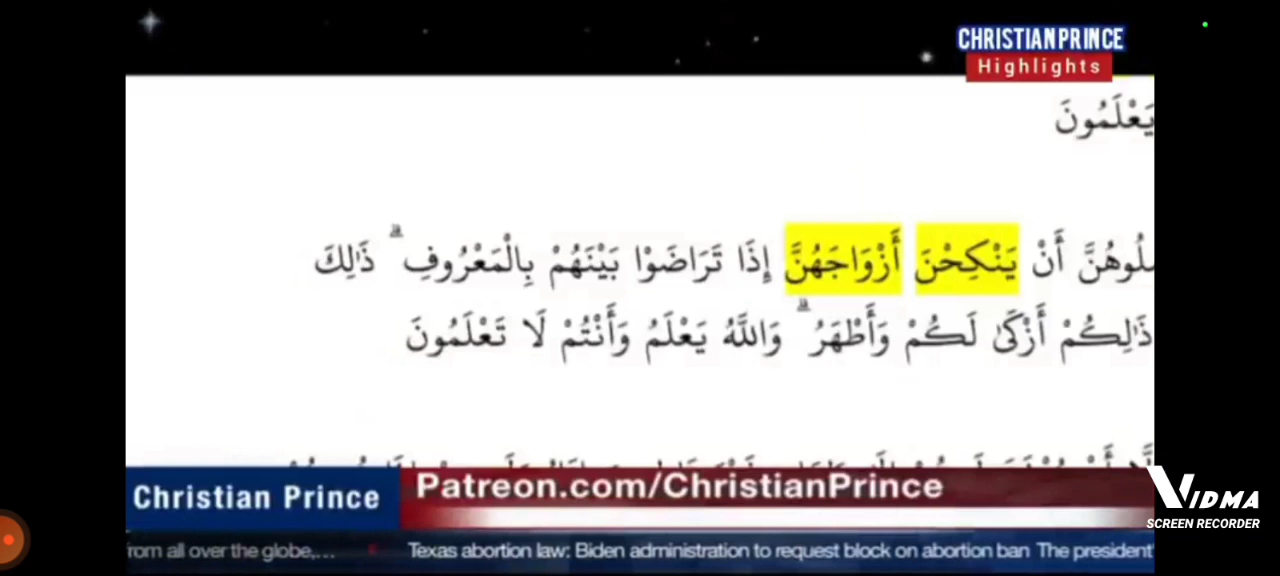 CHRISTIAN PRINCE
Highlights
يَعْلَمُونَ
أَنْ يَنْكِحْنَ أَزْوَاجَهُنَّ إِذَا تَرَاضَوْا بَيْنَهُمْ بِالْمَعْرُوفِ ۗ ذَٰلِكَ
ذَٰلِكُمْ أَزْكَىٰ لَكُمْ وَأَطْهَرُ ۗ وَاللَّهُ يَعْلَمُ وَأَنْتُمْ لَا تَعْلَمُونَ
Christian Prince
Patreon.com/ChristianPrince
VIDMA
SCREEN RECORDER
from all over the globe,... Texas abortion law: Biden administration to request block on abortion ban The president'